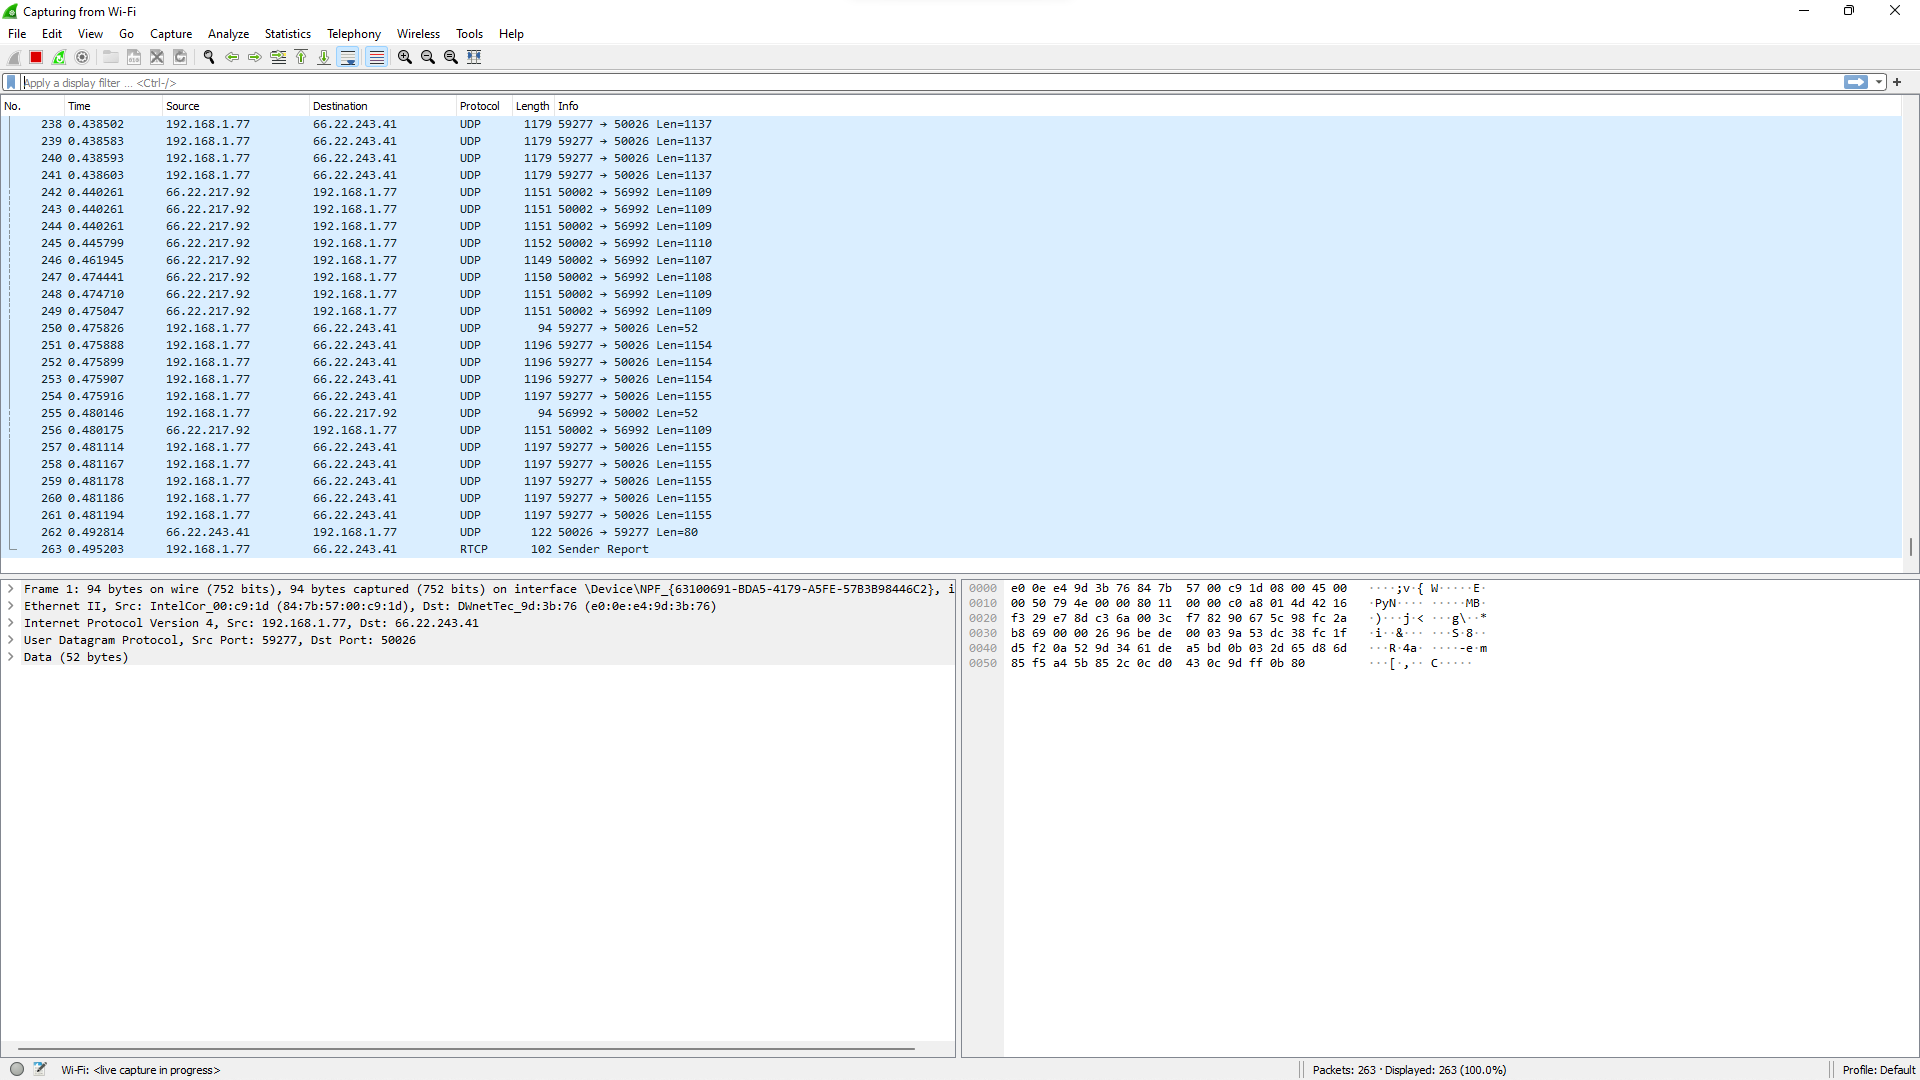 Capturing from Wi-Fi
File Edit View Go Capture Analyze Statistics Telephony Wireless Tools Help
Apply a display filter ... <Ctrl-/>
No. Time Source Destination Protocol Length Info
238 0.438502 192.168.1.77 66.22.243.41 UDP 1179 59277 → 50026 Len=1137
239 0.438583 192.168.1.77 66.22.243.41 UDP 1179 59277 → 50026 Len=1137
240 0.438593 192.168.1.77 66.22.243.41 UDP 1179 59277 → 50026 Len=1137
241 0.438603 192.168.1.77 66.22.243.41 UDP 1179 59277 → 50026 Len=1137
242 0.440261 66.22.217.92 192.168.1.77 UDP 1151 50002 → 56992 Len=1109
243 0.440261 66.22.217.92 192.168.1.77 UDP 1151 50002 → 56992 Len=1109
244 0.440261 66.22.217.92 192.168.1.77 UDP 1151 50002 → 56992 Len=1109
245 0.445799 66.22.217.92 192.168.1.77 UDP 1152 50002 → 56992 Len=1110
246 0.461945 66.22.217.92 192.168.1.77 UDP 1149 50002 → 56992 Len=1107
247 0.474441 66.22.217.92 192.168.1.77 UDP 1150 50002 → 56992 Len=1108
248 0.474710 66.22.217.92 192.168.1.77 UDP 1151 50002 → 56992 Len=1109
249 0.475047 66.22.217.92 192.168.1.77 UDP 1151 50002 → 56992 Len=1109
250 0.475826 192.168.1.77 66.22.243.41 UDP 94 59277 → 50026 Len=52
251 0.475888 192.168.1.77 66.22.243.41 UDP 1196 59277 → 50026 Len=1154
252 0.475899 192.168.1.77 66.22.243.41 UDP 1196 59277 → 50026 Len=1154
253 0.475907 192.168.1.77 66.22.243.41 UDP 1196 59277 → 50026 Len=1154
254 0.475916 192.168.1.77 66.22.243.41 UDP 1197 59277 → 50026 Len=1155
255 0.480146 192.168.1.77 66.22.217.92 UDP 94 56992 → 50002 Len=52
256 0.480175 66.22.217.92 192.168.1.77 UDP 1151 50002 → 56992 Len=1109
257 0.481114 192.168.1.77 66.22.243.41 UDP 1197 59277 → 50026 Len=1155
258 0.481167 192.168.1.77 66.22.243.41 UDP 1197 59277 → 50026 Len=1155
259 0.481178 192.168.1.77 66.22.243.41 UDP 1197 59277 → 50026 Len=1155
260 0.481186 192.168.1.77 66.22.243.41 UDP 1197 59277 → 50026 Len=1155
261 0.481194 192.168.1.77 66.22.243.41 UDP 1197 59277 → 50026 Len=1155
262 0.492814 66.22.243.41 192.168.1.77 UDP 122 50026 → 59277 Len=80
263 0.495203 192.168.1.77 66.22.243.41 RTCP 102 Sender Report
Frame 1: 94 bytes on wire (752 bits), 94 bytes captured (752 bits) on interface \Device\NPF_{63100691-BDA5-4179-A5FE-57B3B98446C2}, i
Ethernet II, Src: IntelCor_00:c9:1d (84:7b:57:00:c9:1d), Dst: DWnetTec_9d:3b:76 (e0:0e:e4:9d:3b:76)
Internet Protocol Version 4, Src: 192.168.1.77, Dst: 66.22.243.41
User Datagram Protocol, Src Port: 59277, Dst Port: 50026
Data (52 bytes)
0000 e0 0e e4 9d 3b 76 84 7b 57 00 c9 1d 08 00 45 00 ····;v·{ W·····E·
0010 00 50 79 4e 00 00 80 11 00 00 c0 a8 01 4d 42 16 ·PyN···· ·····MB·
0020 f3 29 e7 8d c3 6a 00 3c f7 82 90 67 5c 98 fc 2a ·)···j·< ···g\··*
0030 b8 69 00 00 26 96 be de 00 03 9a 53 dc 38 fc 1f ·i··&··· ···S·8··
0040 d5 f2 0a 52 9d 34 61 de a5 bd 0b 03 2d 65 d8 6d ···R·4a· ····-e·m
0050 85 f5 a4 5b 85 2c 0c d0 43 0c 9d ff 0b 80 ···[·,·· C·····
Wi-Fi: <live capture in progress>
Packets: 263 · Displayed: 263 (100.0%)
Profile: Default